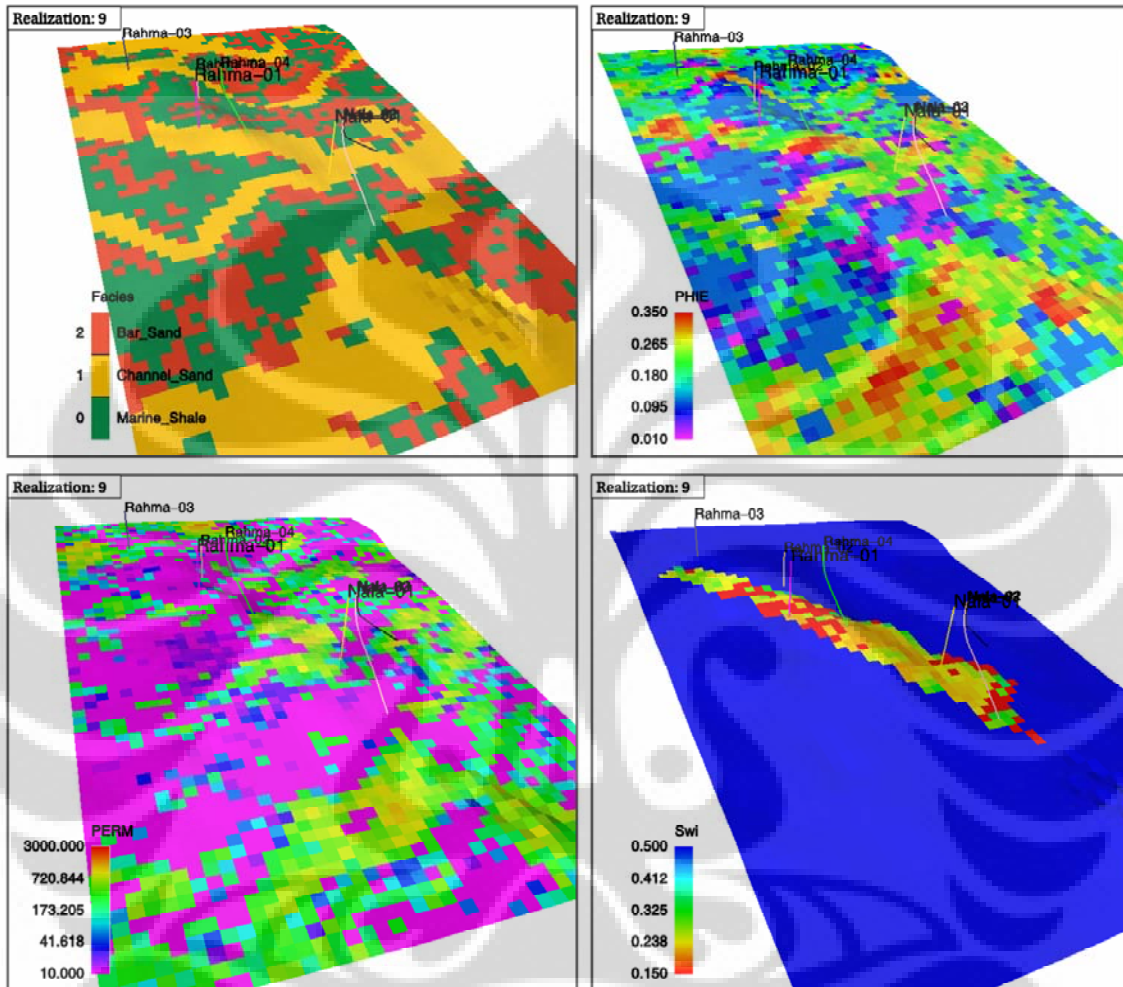 Realization: 9
Rahma-03
Rahma-04
Rahma-01
Nala-01
Facies
2 Bar_Sand
1 Channel_Sand
0 Marine_Shale
Realization: 9
Rahma-03
Rahma-02
Rahma-04
Rahma-01
PHIE
0.350
0.265
0.180
0.095
0.010
Realization: 9
Rahma-03
Rahma-04
Rahma-01
PERM
3000.000
720.844
173.205
41.618
10.000
Realization: 9
Rahma-03
Rahma-04
Rahma-01
Swi
0.500
0.412
0.325
0.238
0.150